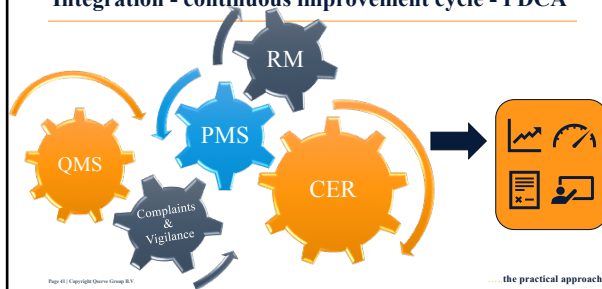 Integration - continuous improvement cycle - PDCA
RM
PMS
QMS
CER
Complaints
&
Vigilance
Page 41 | Copyright Qserve Group B.V.
.....the practical approach